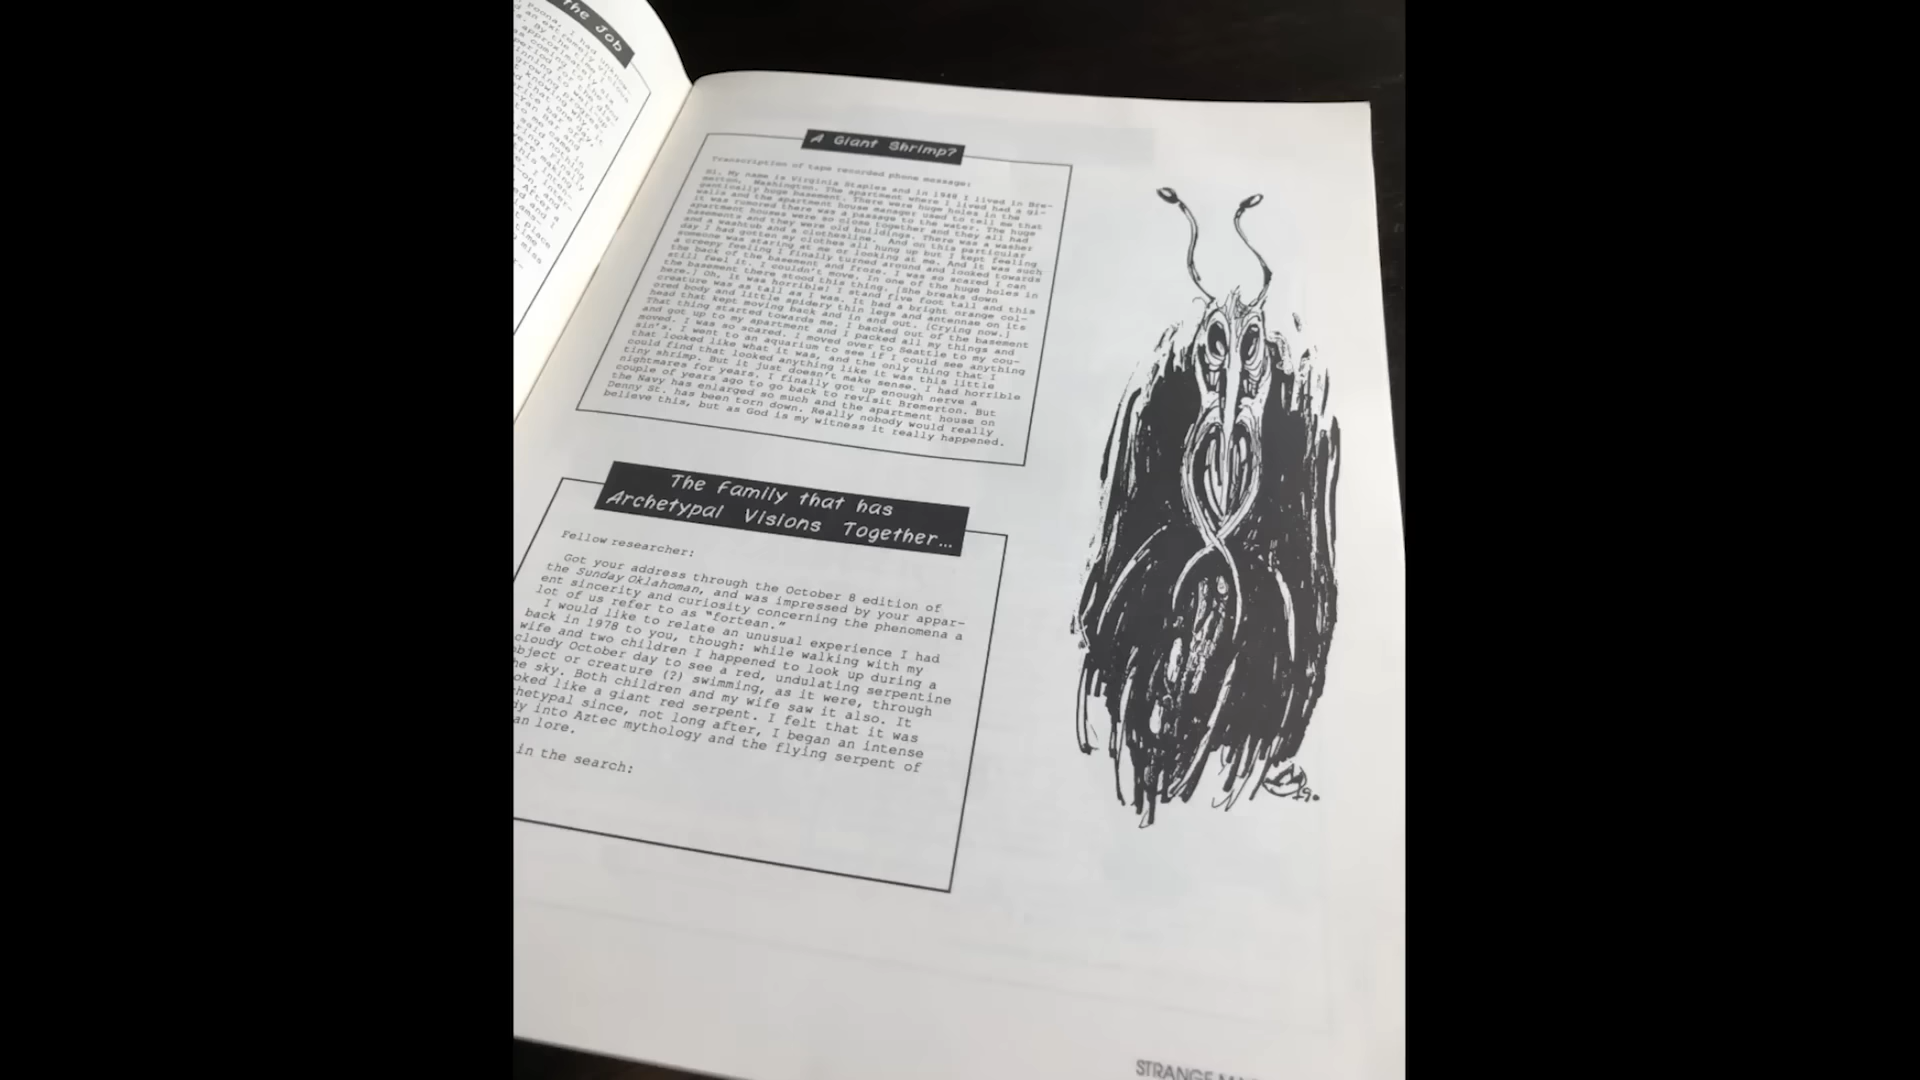 the Job
A Giant Shrimp?
Transcription of tape recorded phone message:
Hi. My name is Virginia Staples and in 1948 I lived in Bre-
merton, Washington. The apartment where I lived had a gi-
gantically huge basement. There were huge holes in the
walls and the apartment house manager used to tell me that
it was rumored there was a passage to the water. The huge
apartment houses were so close together and they all had
basements and they were old buildings. There was a washer
and a washtub and a clothesline. And on this particular
day I had gotten my clothes all hung up but I kept feeling
someone was staring at me or looking at me. And it was such
a creepy feeling I finally turned around and looked towards
the back of the basement and froze. I was so scared I can
still feel it. I couldn't move. In one of the huge holes in
the basement there stood this thing. [She breaks down
here.] Oh, it was horrible! I stand five foot tall and this
creature was as tall as I was. It had a bright orange col-
ored body and little spidery thin legs and antennae on its
head that kept moving back and in and out. [Crying now.]
That thing started towards me. I backed out of the basement
and got up to my apartment and I packed all my things and
moved. I was so scared. I moved over to Seattle to my cou-
sin's. I went to an aquarium to see if I could see anything
that looked like what it was, and the only thing that I
could find that looked anything like it was this little
tiny shrimp. But it just doesn't make sense. I had horrible
nightmares for years. I finally got up enough nerve a
couple of years ago to go back to revisit Bremerton. But
the Navy has enlarged so much and the apartment house on
Denny St. has been torn down. Really nobody would really
believe this, but as God is my witness it really happened.
The Family that has
Archetypal Visions Together...
Fellow researcher:
Got your address through the October 8 edition of
the Sunday Oklahoman, and was impressed by your appar-
ent sincerity and curiosity concerning the phenomena a
lot of us refer to as "fortean."
I would like to relate an unusual experience I had
back in 1978 to you, though: while walking with my
wife and two children I happened to look up during a
cloudy October day to see a red, undulating serpentine
object or creature (?) swimming, as it were, through
he sky. Both children and my wife saw it also. It
oked like a giant red serpent. I felt that it was
hetypal since, not long after, I began an intense
dy into Aztec mythology and the flying serpent of
an lore.
in the search:
19.
STRANGE